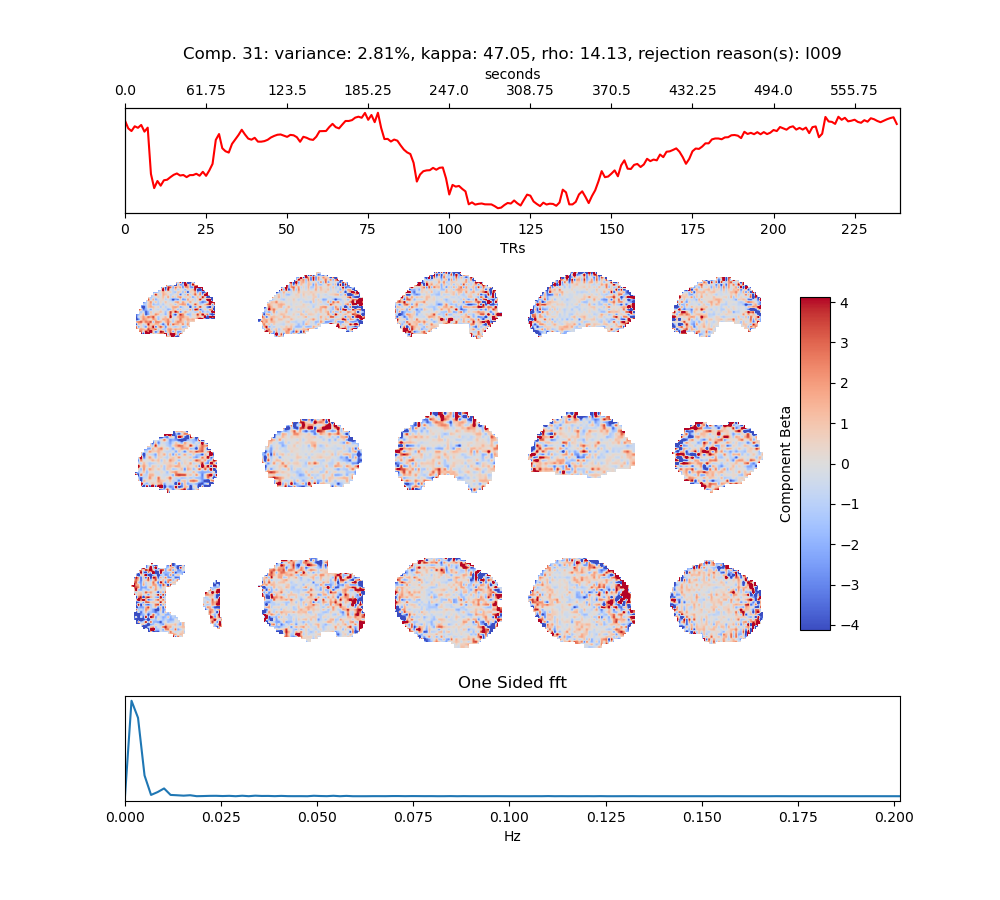 Comp. 31: variance: 2.81%, kappa: 47.05, rho: 14.13, rejection reason(s): I009
seconds
0.0 61.75 123.5 185.25 247.0 308.75 370.5 432.25 494.0 555.75
0 25 50 75 100 125 150 175 200 225
TRs
4
3
2
1
0
−1
−2
−3
−4
Component Beta
One Sided fft
0.000 0.025 0.050 0.075 0.100 0.125 0.150 0.175 0.200
Hz